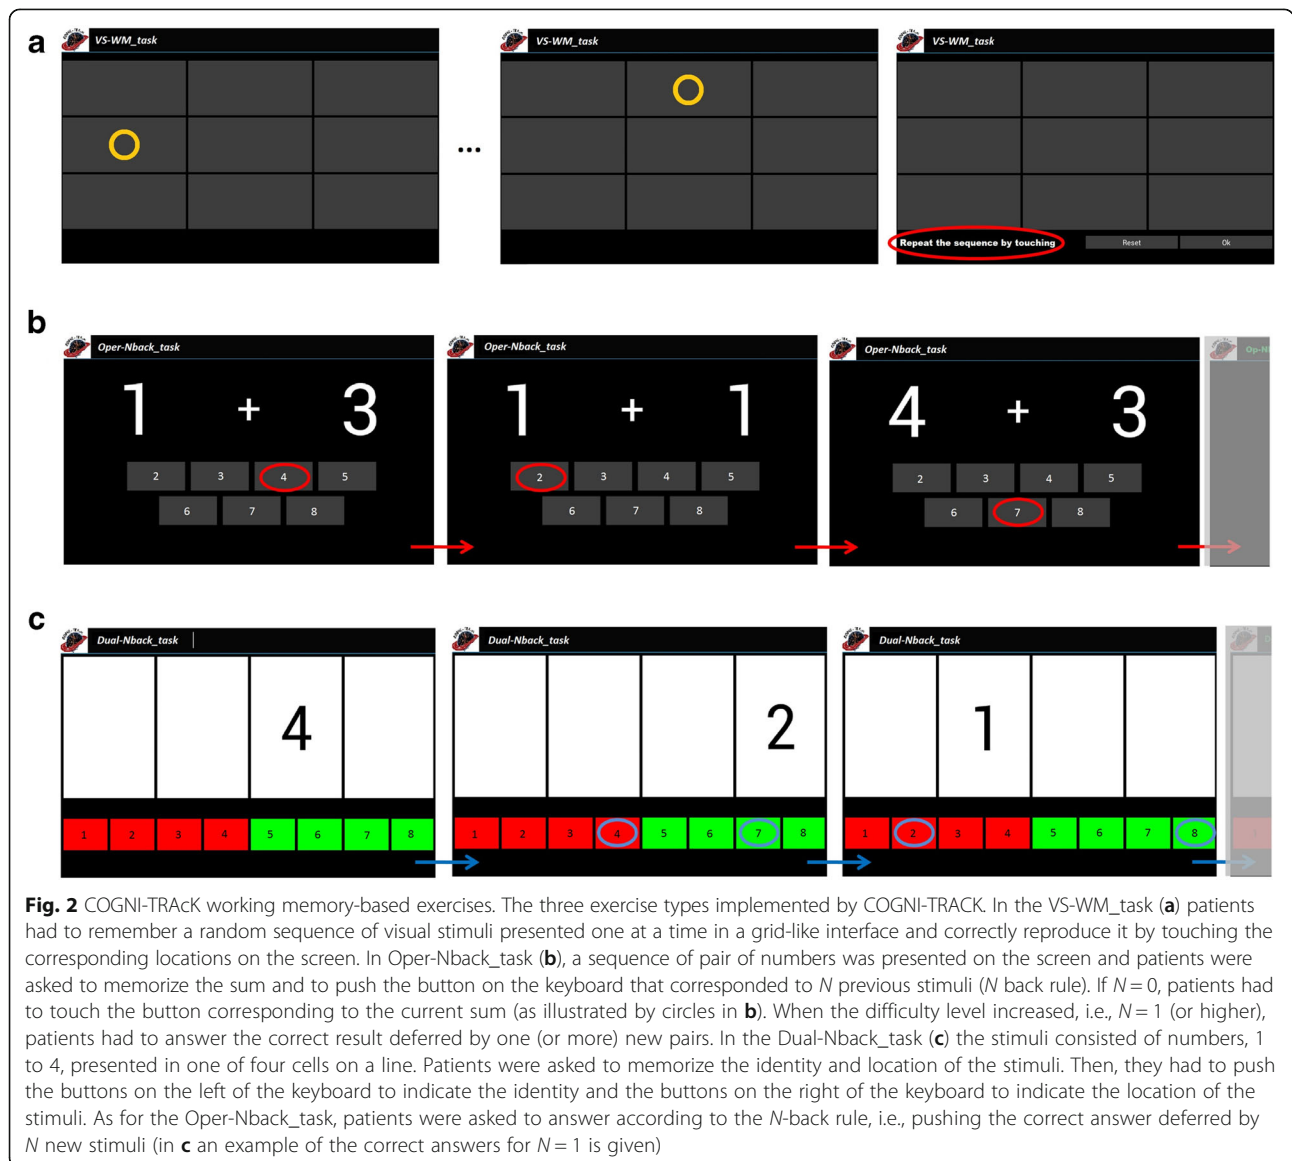 a
VS-WM_task
VS-WM_task
VS-WM_task
...
Repeat the sequence by touching
Reset
Ok
b
Oper-Nback_task
1 + 3
2 3 4 5
6 7 8
Oper-Nback_task
1 + 1
2 3 4 5
6 7 8
Oper-Nback_task
4 + 3
2 3 4 5
6 7 8
c
Dual-Nback_task
4
1 2 3 4 5 6 7 8
Dual-Nback_task
2
1 2 3 4 5 6 7 8
Dual-Nback_task
1
1 2 3 4 5 6 7 8
Fig. 2 COGNI-TRAcK working memory-based exercises. The three exercise types implemented by COGNI-TRACK. In the VS-WM_task (a) patients
had to remember a random sequence of visual stimuli presented one at a time in a grid-like interface and correctly reproduce it by touching the
corresponding locations on the screen. In Oper-Nback_task (b), a sequence of pair of numbers was presented on the screen and patients were
asked to memorize the sum and to push the button on the keyboard that corresponded to N previous stimuli (N back rule). If N = 0, patients had
to touch the button corresponding to the current sum (as illustrated by circles in b). When the difficulty level increased, i.e., N = 1 (or higher),
patients had to answer the correct result deferred by one (or more) new pairs. In the Dual-Nback_task (c) the stimuli consisted of numbers, 1
to 4, presented in one of four cells on a line. Patients were asked to memorize the identity and location of the stimuli. Then, they had to push
the buttons on the left of the keyboard to indicate the identity and the buttons on the right of the keyboard to indicate the location of the
stimuli. As for the Oper-Nback_task, patients were asked to answer according to the N-back rule, i.e., pushing the correct answer deferred by
N new stimuli (in c an example of the correct answers for N = 1 is given)